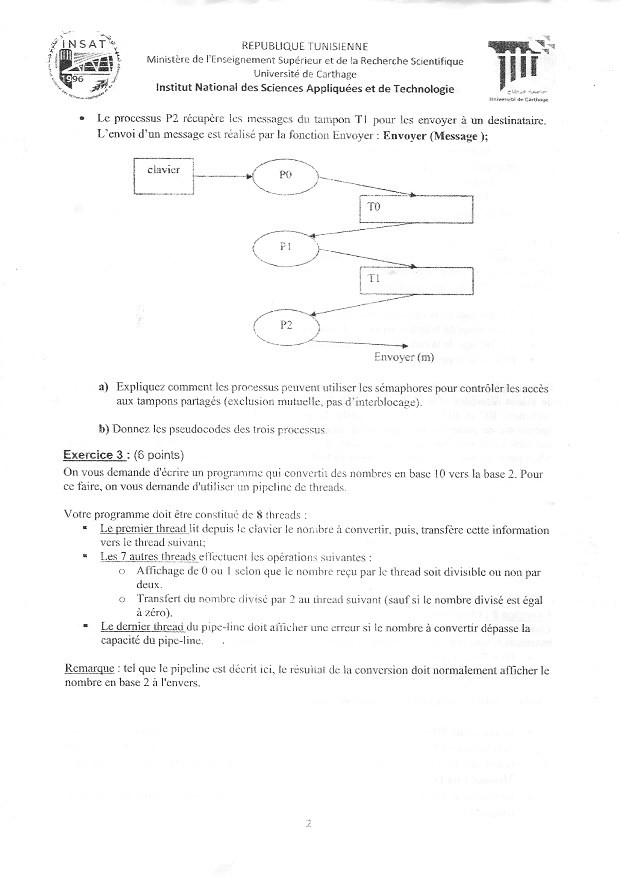 INSAT
1996
REPUBLIQUE TUNISIENNE
Ministère de l'Enseignement Supérieur et de la Recherche Scientifique
Université de Carthage
Institut National des Sciences Appliquées et de Technologie
Université de Carthage
• Le processus P2 récupère les messages du tampon T1 pour les envoyer à un destinataire.
L'envoi d'un message est réalisé par la fonction Envoyer : Envoyer (Message );
clavier
P0
T0
P1
T1
P2
Envoyer (m)
a) Expliquez comment les processus peuvent utiliser les sémaphores pour contrôler les accès
aux tampons partagés (exclusion mutuelle, pas d'interblocage).
b) Donnez les pseudocodes des trois processus.
Exercice 3 : (6 points)
On vous demande d'écrire un programme qui convertit des nombres en base 10 vers la base 2. Pour
ce faire, on vous demande d'utiliser un pipeline de threads.
Votre programme doit être constitué de 8 threads :
▪ Le premier thread lit depuis le clavier le nombre à convertir, puis, transfère cette information
vers le thread suivant;
▪ Les 7 autres threads effectuent les opérations suivantes :
o Affichage de 0 ou 1 selon que le nombre reçu par le thread soit divisible ou non par
deux.
o Transfert du nombre divisé par 2 au thread suivant (sauf si le nombre divisé est égal
à zéro).
▪ Le dernier thread du pipe-line doit afficher une erreur si le nombre à convertir dépasse la
capacité du pipe-line.
Remarque : tel que le pipeline est décrit ici, le résultat de la conversion doit normalement afficher le
nombre en base 2 à l'envers.
2